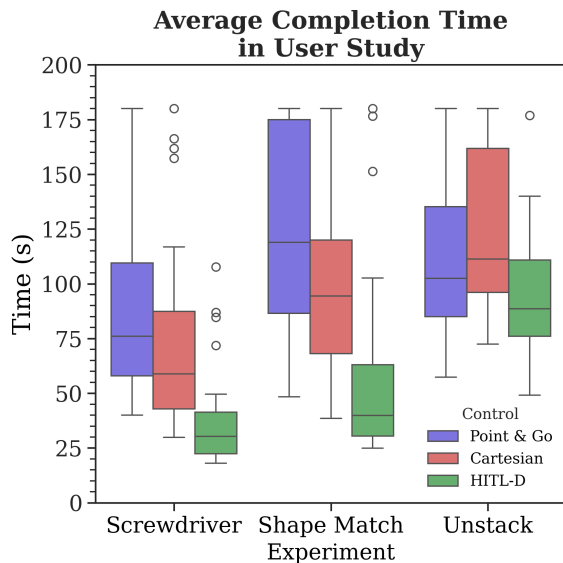 Average Completion Time
in User Study
Time (s)
200
175
150
125
100
75
50
25
0
Control
Point & Go
Cartesian
HITL-D
Screwdriver
Shape Match
Unstack
Experiment